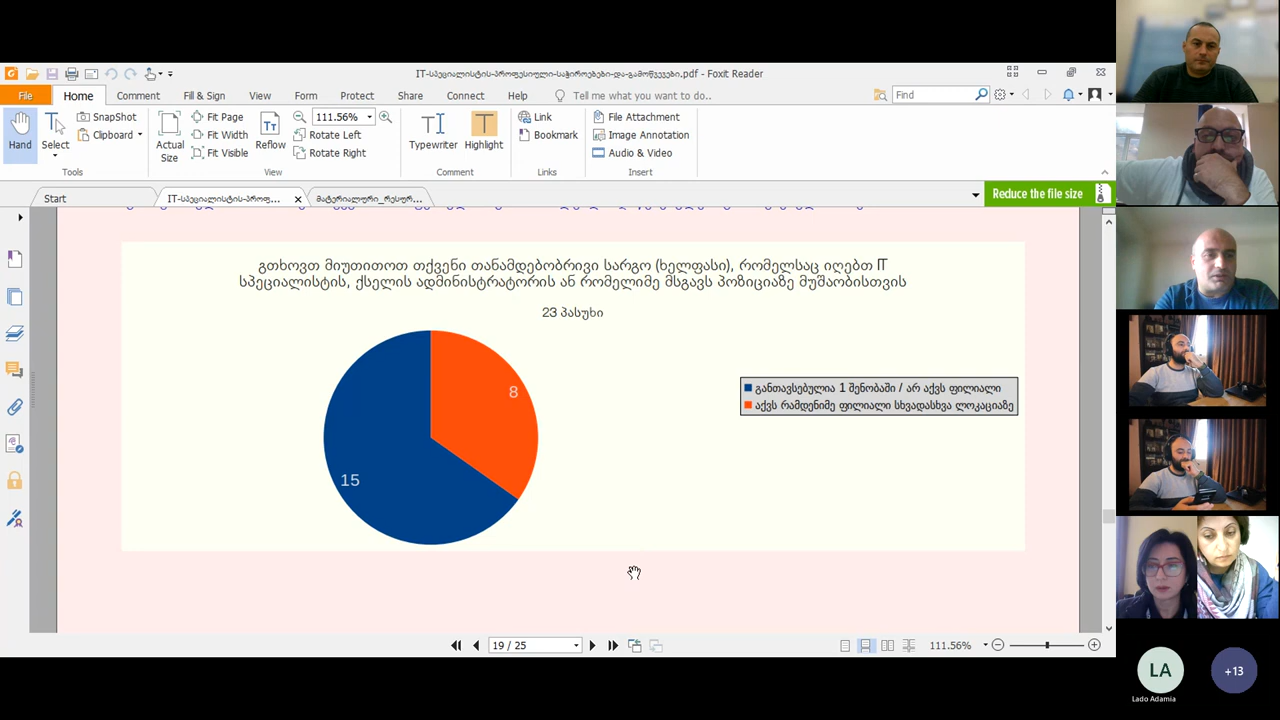 IT-სპეციალისტის-პროფესიული-საჭიროებები-და-გამოწვევები.pdf - Foxit Reader
File Home Comment Fill & Sign View Form Protect Share Connect Help Tell me what you want to do.. Find
Hand
Select
SnapShot
Clipboard
Tools
Actual Size
Fit Page
Fit Width
Fit Visible
Reflow
111.56%
Rotate Left
Rotate Right
View
Typewriter
Highlight
Comment
Link
Bookmark
Links
File Attachment
Image Annotation
Audio & Video
Insert
Start
IT-სპეციალისტის-პროფ...
მატერიალური_რესურ...
Reduce the file size
გთხოვთ მიუთითოთ თქვენი თანამდებობრივი სარგო (ხელფასი), რომელსაც იღებთ IT
სპეციალისტის, ქსელის ადმინისტრატორის ან რომელიმე მსგავს პოზიციაზე მუშაობისთვის
23 პასუხი
8
15
განთავსებულია 1 შენობაში / არ აქვს ფილიალი
აქვს რამდენიმე ფილიალი სხვადასხვა ლოკაციაზე
19 / 25
111.56%
LA
Lado Adamia
+13